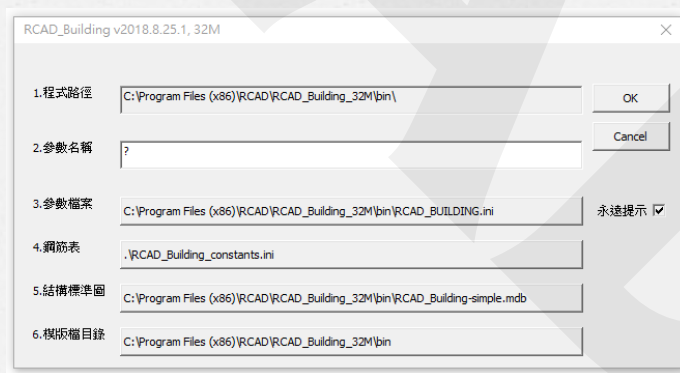 RCAD_Building v2018.8.25.1, 32M
1.程式路徑 C:\Program Files (x86)\RCAD\RCAD_Building_32M\bin\ OK
Cancel
2.參數名稱 ?
3.參數檔案 C:\Program Files (x86)\RCAD\RCAD_Building_32M\bin\RCAD_BUILDING.ini 永遠提示
4.鋼筋表 .\RCAD_Building_constants.ini
5.結構標準圖 C:\Program Files (x86)\RCAD\RCAD_Building_32M\bin\RCAD_Building-simple.mdb
6.模版檔目錄 C:\Program Files (x86)\RCAD\RCAD_Building_32M\bin